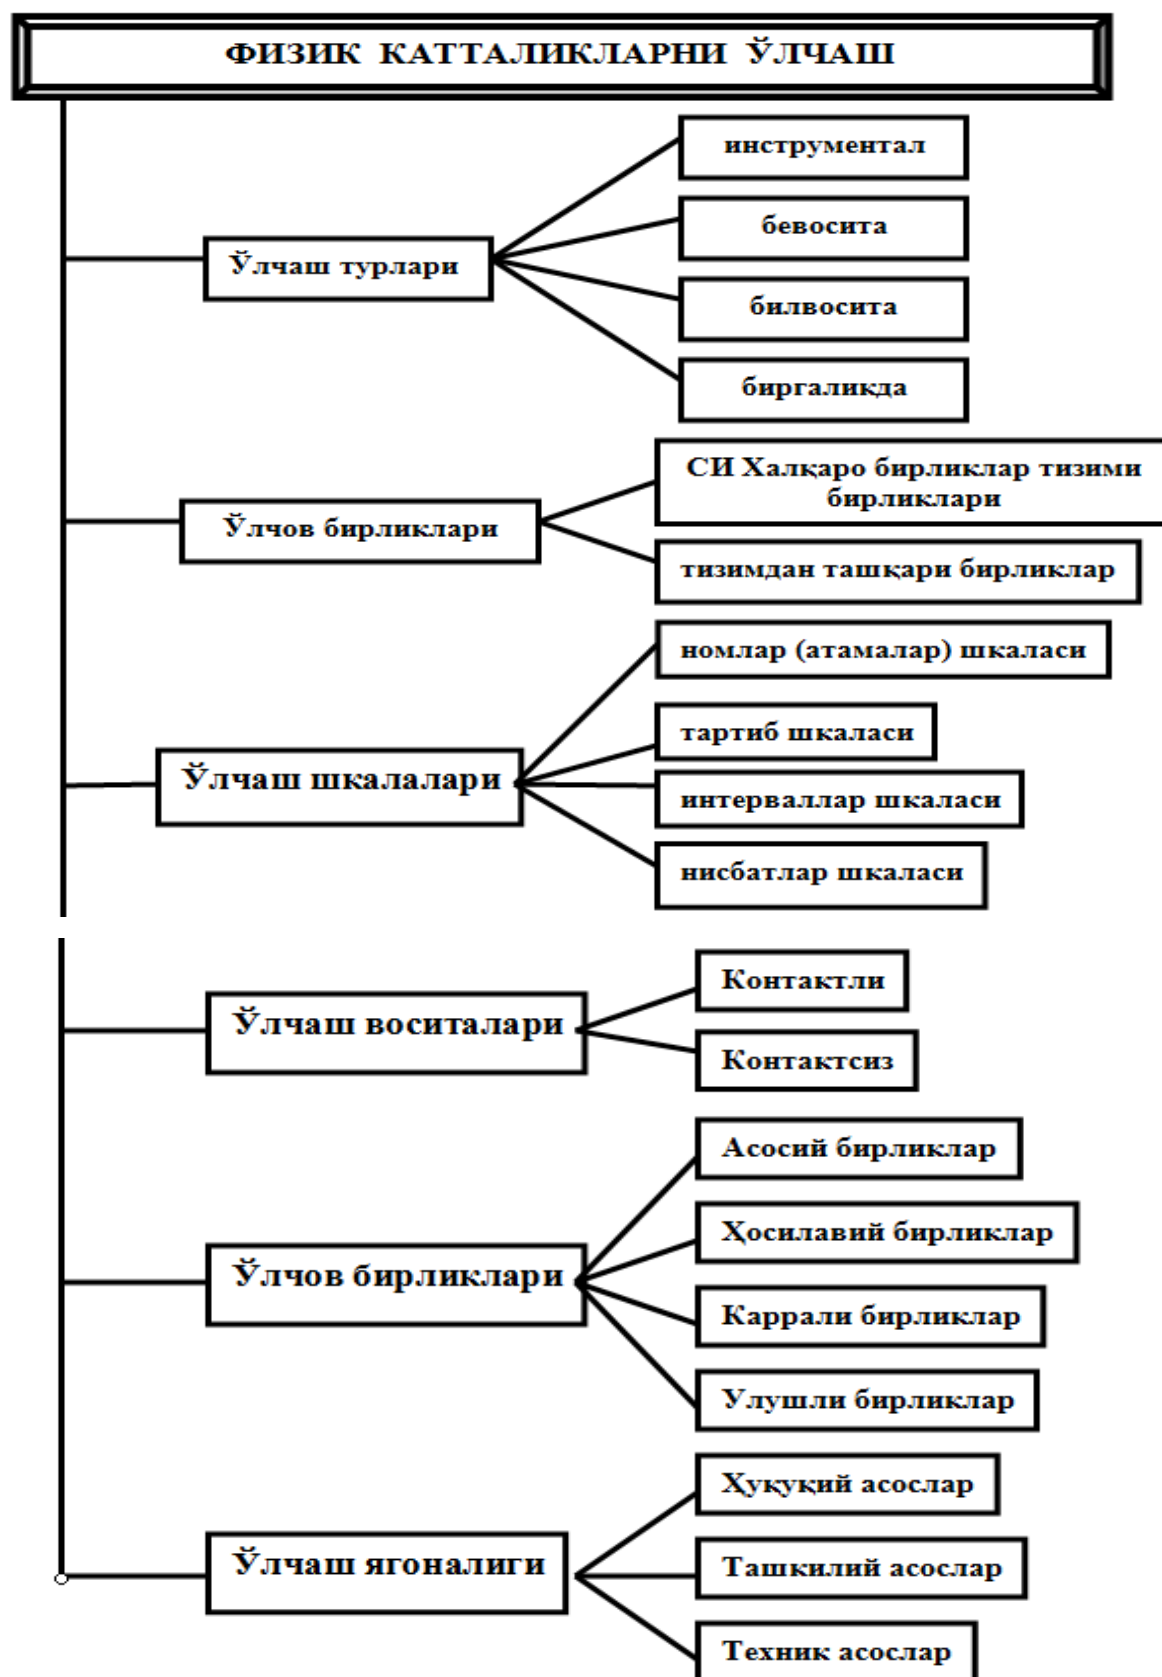 ФИЗИК КАТТАЛИКЛАРНИ ЎЛЧАШ
Ўлчаш турлари
инструментал
бевосита
билвосита
биргаликда
Ўлчов бирликлари
СИ Халқаро бирликлар тизими
бирликлари
тизимдан ташқари бирликлар
Ўлчаш шкалалари
номлар (атамалар) шкаласи
тартиб шкаласи
интерваллар шкаласи
нисбатлар шкаласи
Ўлчаш воситалари
Контактли
Контактсиз
Ўлчов бирликлари
Асосий бирликлар
Ҳосилавий бирликлар
Каррали бирликлар
Улушли бирликлар
Ўлчаш ягоналиги
Ҳуқуқий асослар
Ташкилий асослар
Техник асослар